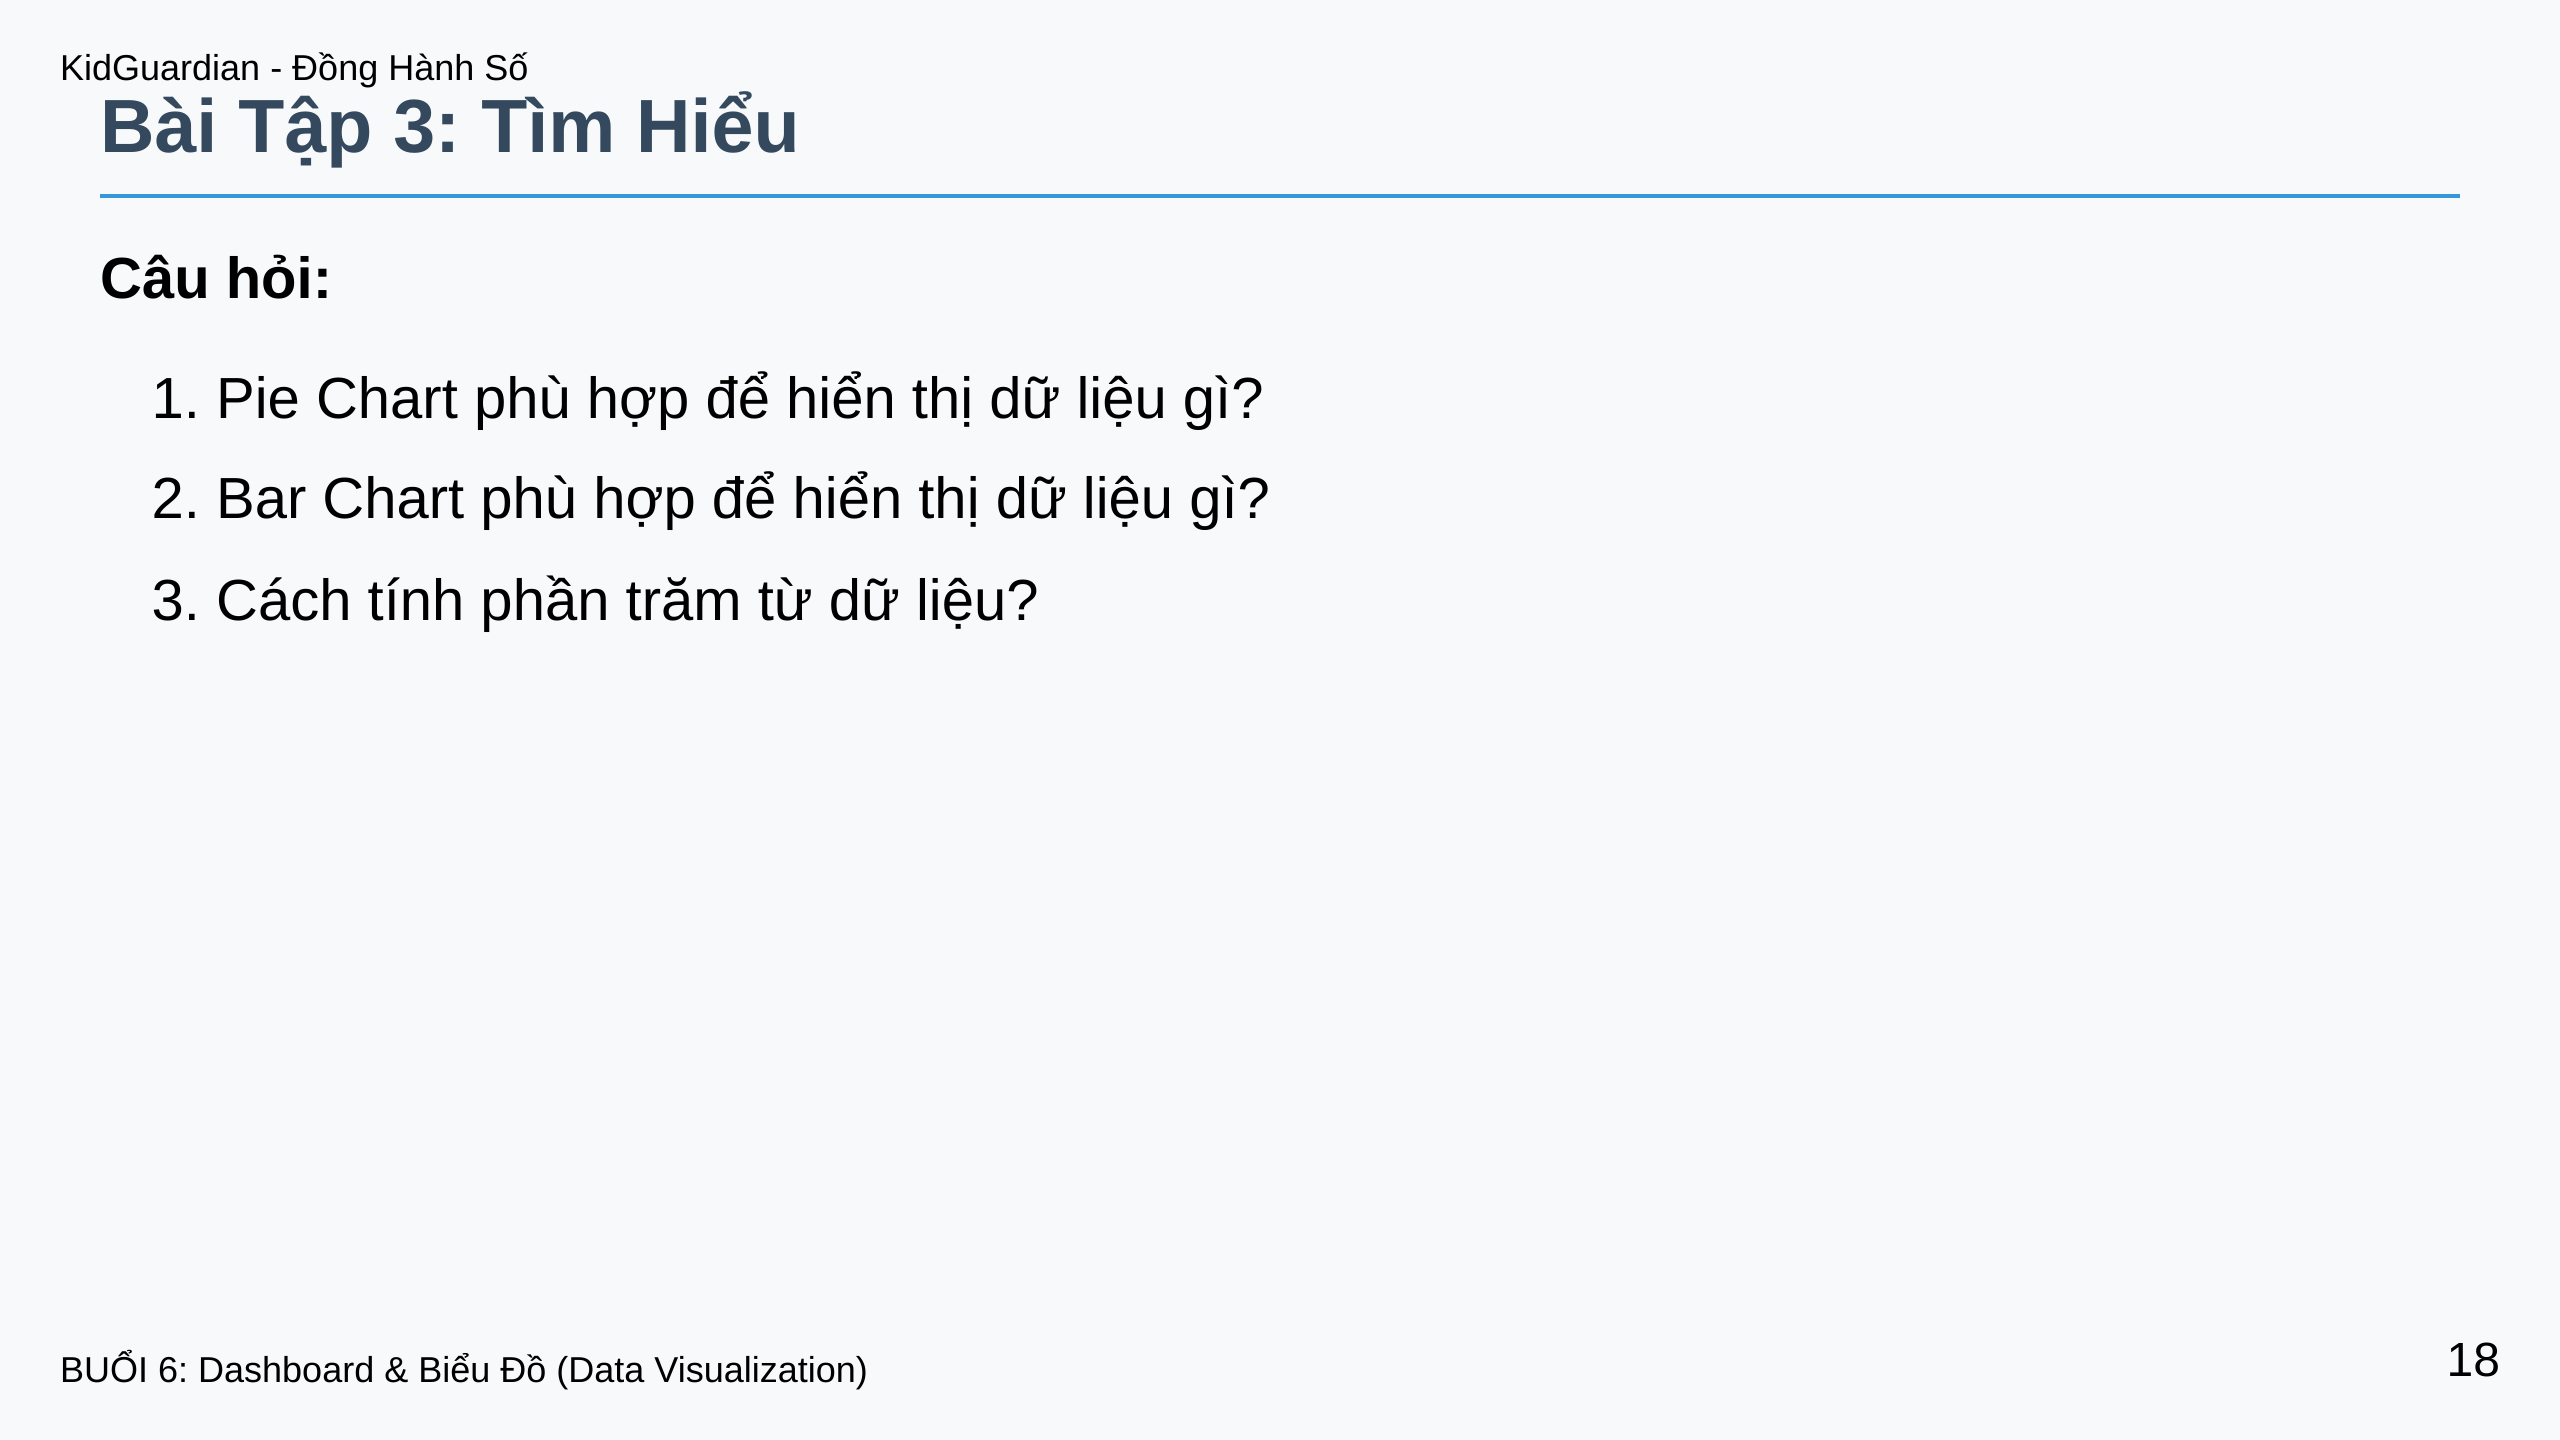 KidGuardian - Đồng Hành Số
Bài Tập 3: Tìm Hiểu
Câu hỏi:
1. Pie Chart phù hợp để hiển thị dữ liệu gì?
2. Bar Chart phù hợp để hiển thị dữ liệu gì?
3. Cách tính phần trăm từ dữ liệu?
BUỔI 6: Dashboard & Biểu Đồ (Data Visualization)
18